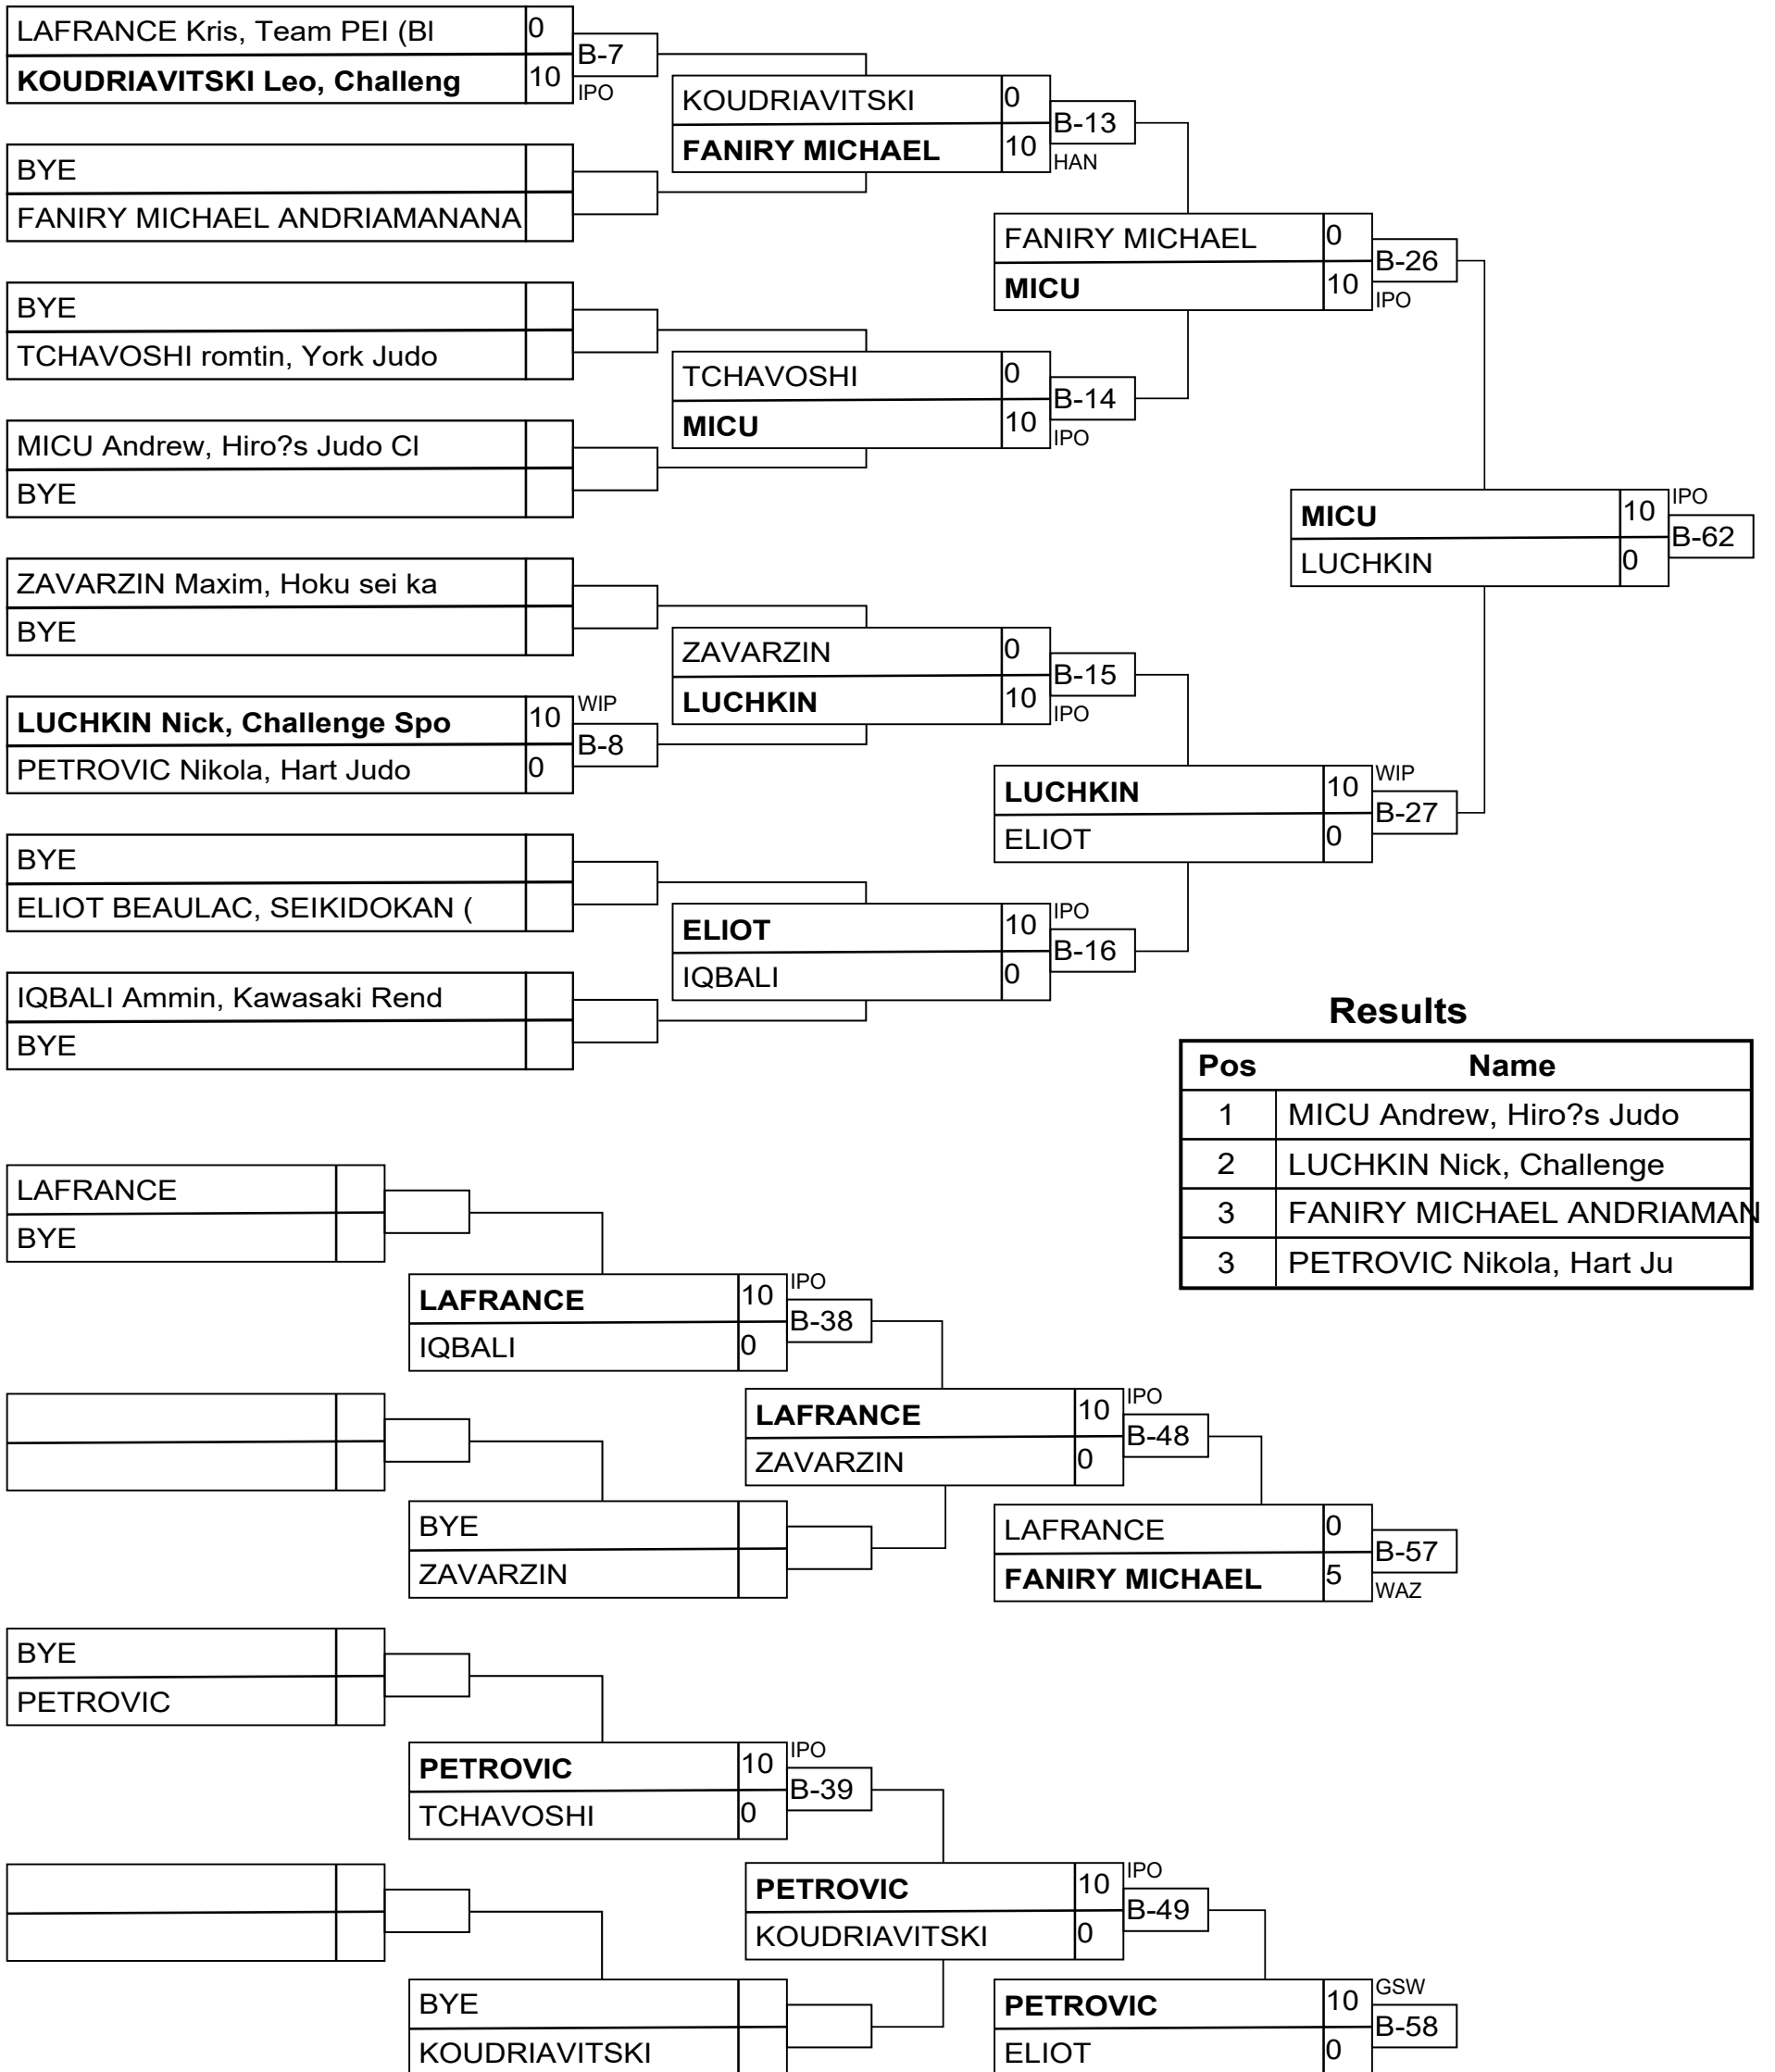 LAFRANCE Kris, Team PEI (Bl 0
KOUDRIAVITSKI Leo, Challeng 10
B-7
IPO
BYE
FANIRY MICHAEL ANDRIAMANANA
BYE
TCHAVOSHI romtin, York Judo
MICU Andrew, Hiro?s Judo Cl
BYE
ZAVARZIN Maxim, Hoku sei ka
BYE
LUCHKIN Nick, Challenge Spo 10
PETROVIC Nikola, Hart Judo 0
WIP
B-8
BYE
ELIOT BEAULAC, SEIKIDOKAN (
IQBALI Ammin, Kawasaki Rend
BYE
KOUDRIAVITSKI 0
FANIRY MICHAEL 10
B-13
HAN
TCHAVOSHI 0
MICU 10
B-14
IPO
ZAVARZIN 0
LUCHKIN 10
B-15
IPO
ELIOT 10
IQBALI 0
IPO
B-16
FANIRY MICHAEL 0
MICU 10
B-26
IPO
LUCHKIN 10
ELIOT 0
WIP
B-27
MICU 10
LUCHKIN 0
IPO
B-62
Results
Pos Name
1 MICU Andrew, Hiro?s Judo
2 LUCHKIN Nick, Challenge
3 FANIRY MICHAEL ANDRIAMAN
3 PETROVIC Nikola, Hart Ju
LAFRANCE
BYE
LAFRANCE 10
IQBALI 0
IPO
B-38
BYE
ZAVARZIN
LAFRANCE 10
ZAVARZIN 0
IPO
B-48
LAFRANCE 0
FANIRY MICHAEL 5
B-57
WAZ
BYE
PETROVIC
PETROVIC 10
TCHAVOSHI 0
IPO
B-39
BYE
KOUDRIAVITSKI
PETROVIC 10
KOUDRIAVITSKI 0
IPO
B-49
PETROVIC 10
ELIOT 0
GSW
B-58